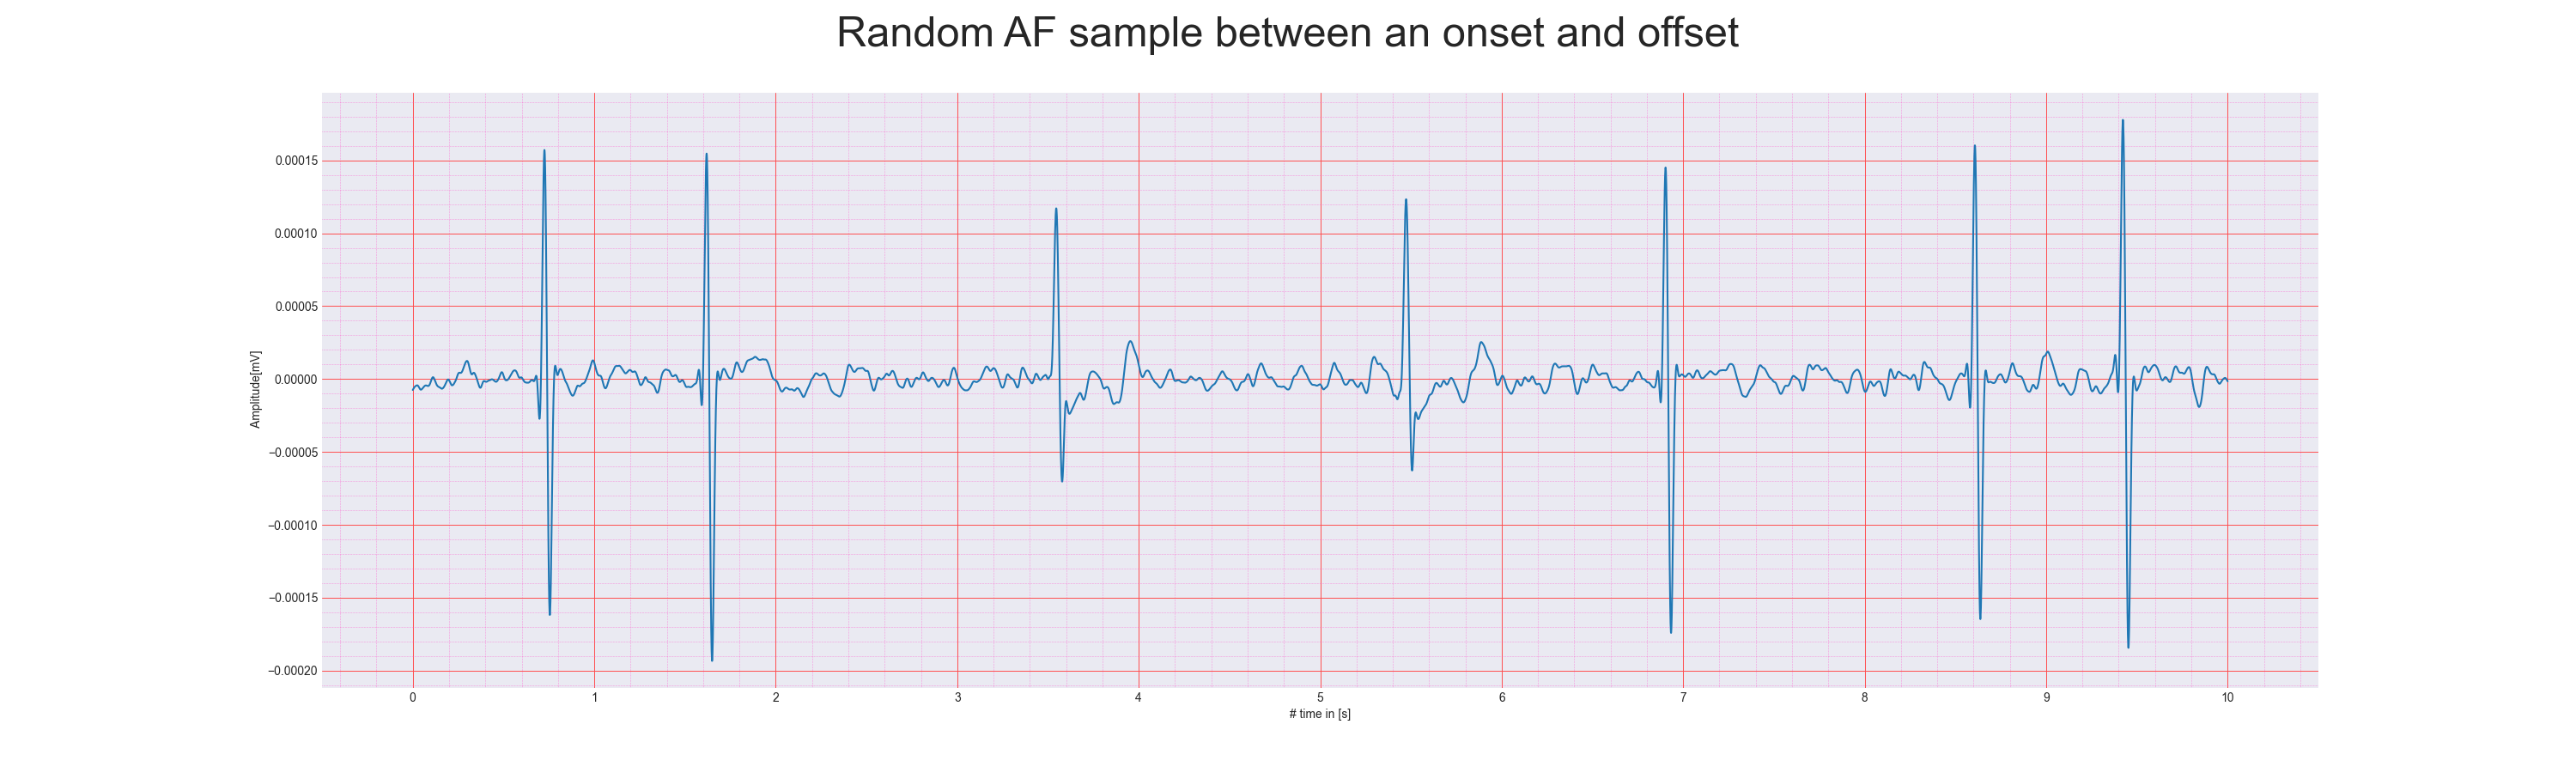 Random AF sample between an onset and offset
0.00015
0.00010
0.00005
0.00000
−0.00005
−0.00010
−0.00015
−0.00020
Amplitude[mV]
0 1 2 3 4 5 6 7 8 9 10
# time in [s]